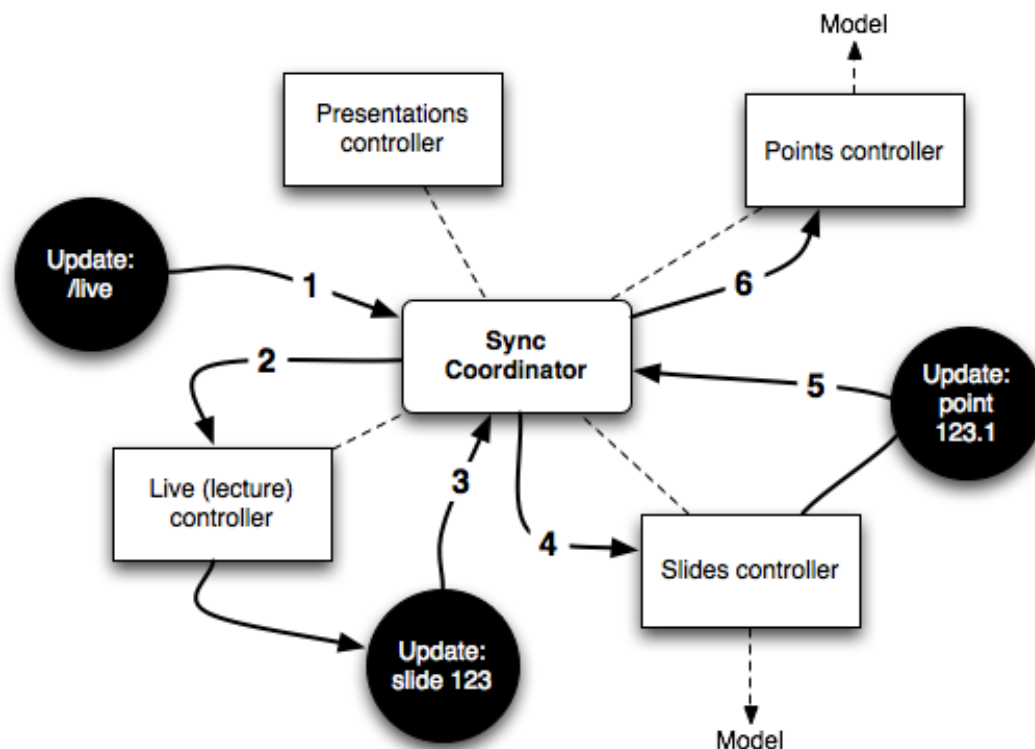 Model
Presentations
controller
Points controller
Update:
/live
1
6
Sync
Coordinator
2
5
Update:
point
123.1
Live (lecture)
controller
3
4
Slides controller
Update:
slide 123
Model